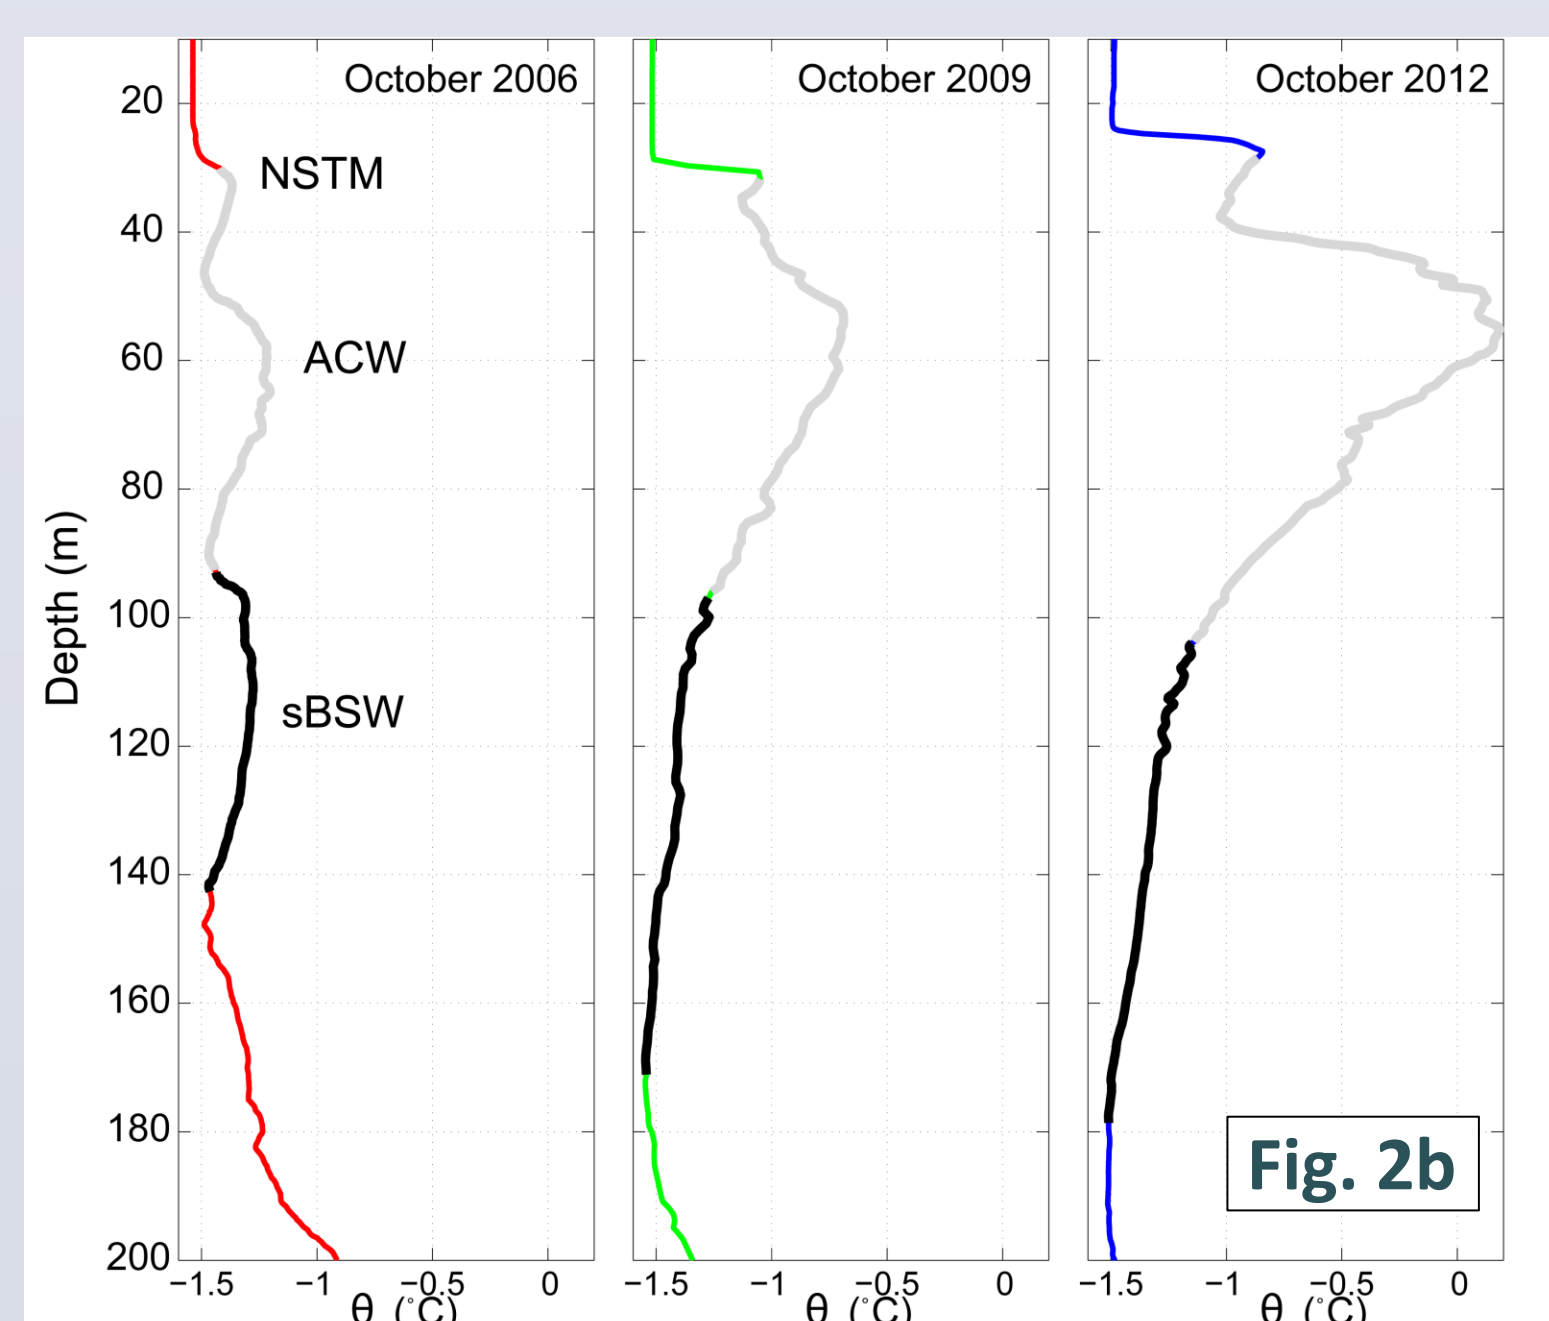 October 2006
October 2009
October 2012
20
40
60
80
100
120
140
160
180
200
Depth (m)
NSTM
ACW
sBSW
Fig. 2b
−1.5 −1 −0.5 0
−1.5 −1 −0.5 0
−1.5 −1 −0.5 0
θ (°C)
θ (°C)
θ (°C)